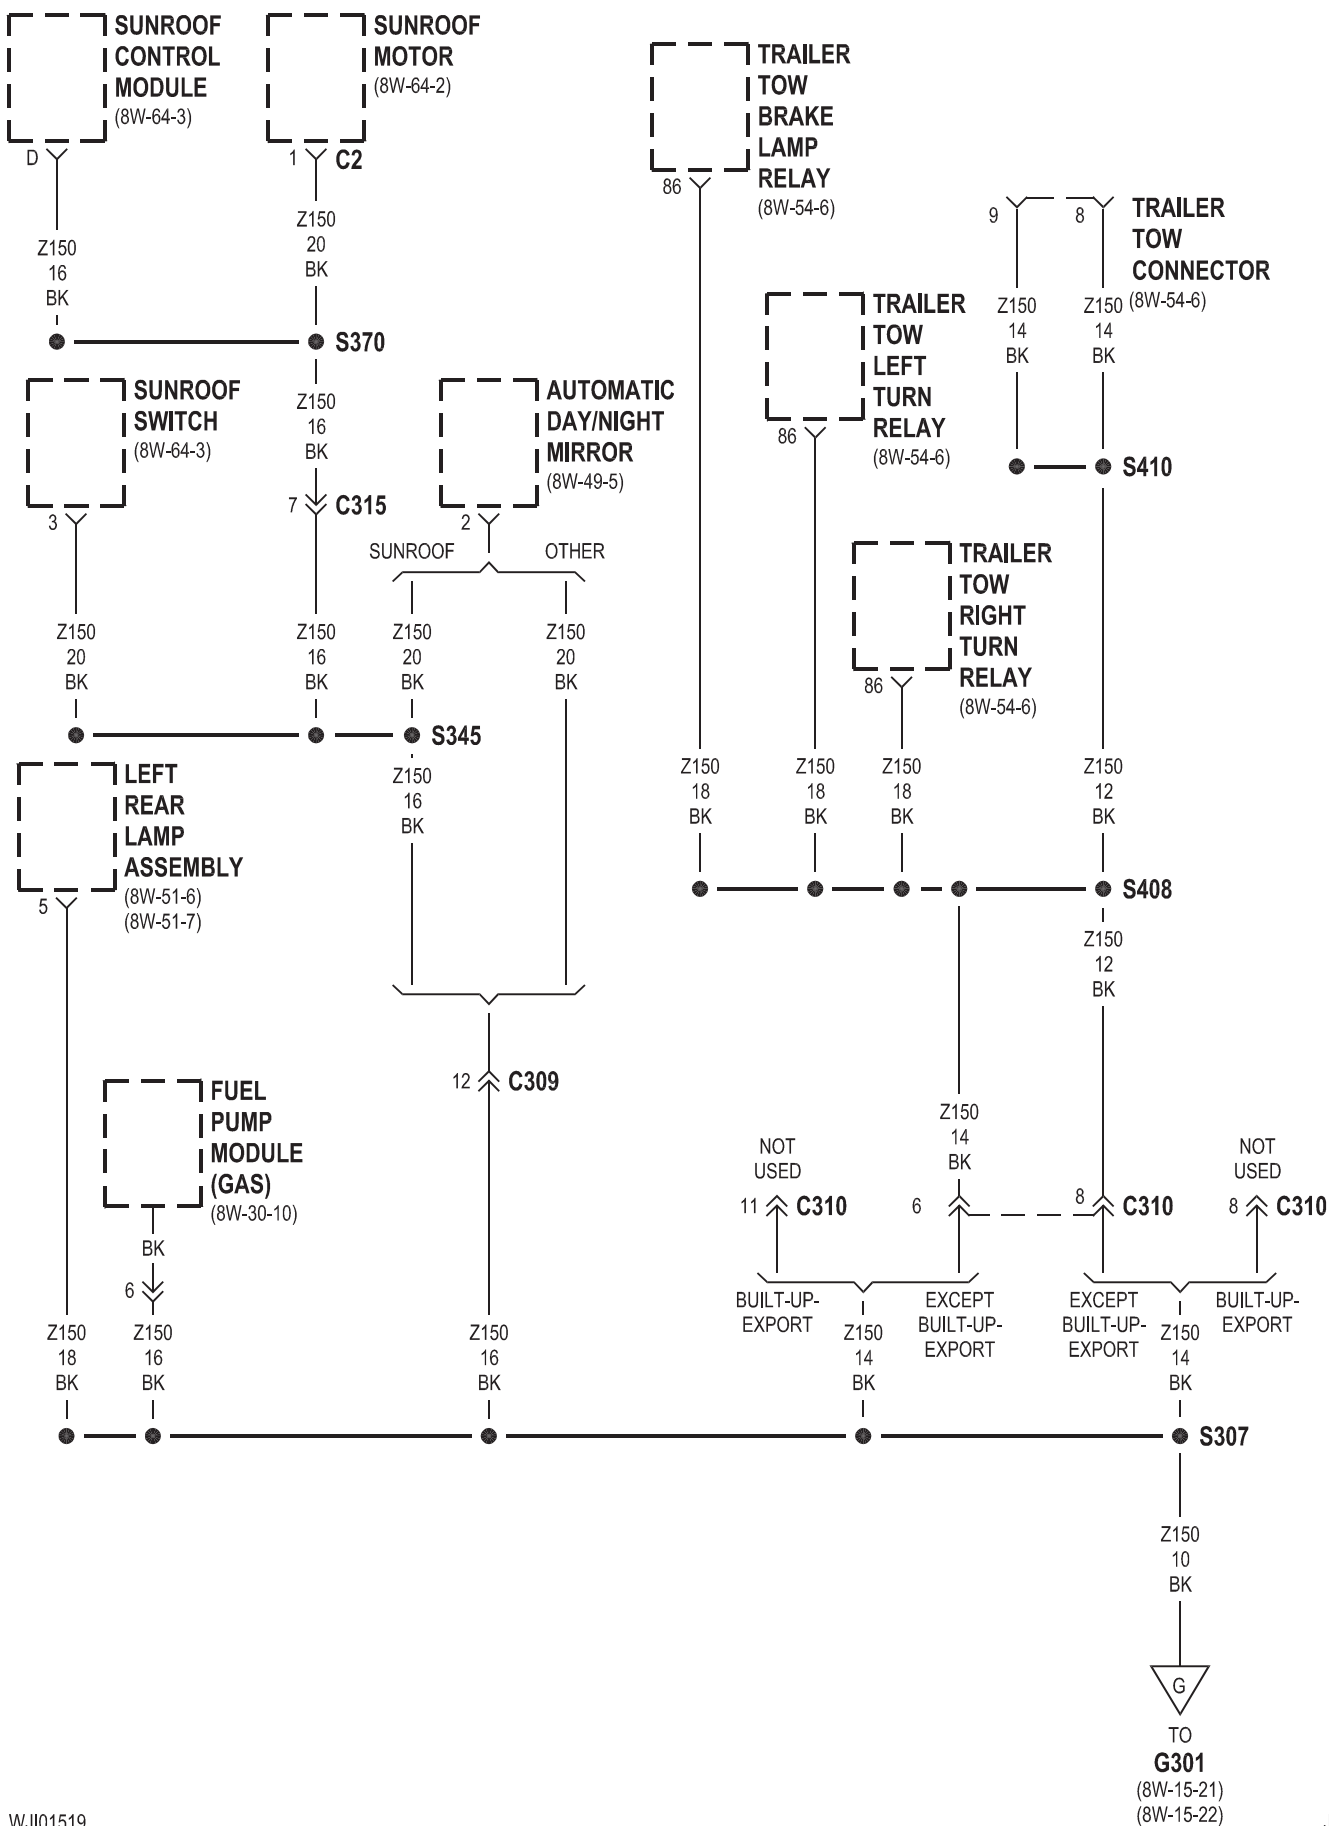 SUNROOF
CONTROL
MODULE
(8W-64-3)
D
SUNROOF
MOTOR
(8W-64-2)
1
C2
Z150
16
BK
Z150
20
BK
S370
TRAILER
TOW
BRAKE
LAMP
RELAY
(8W-54-6)
86
9
8
TRAILER
TOW
CONNECTOR
(8W-54-6)
Z150
14
BK
Z150
14
BK
S410
TRAILER
TOW
LEFT
TURN
RELAY
(8W-54-6)
86
SUNROOF
SWITCH
(8W-64-3)
3
Z150
16
BK
7
C315
AUTOMATIC
DAY/NIGHT
MIRROR
(8W-49-5)
2
SUNROOF
OTHER
TRAILER
TOW
RIGHT
TURN
RELAY
(8W-54-6)
86
Z150
20
BK
Z150
16
BK
Z150
20
BK
Z150
20
BK
S345
LEFT
REAR
LAMP
ASSEMBLY
(8W-51-6)
(8W-51-7)
5
Z150
16
BK
Z150
18
BK
Z150
18
BK
Z150
18
BK
Z150
12
BK
S408
Z150
12
BK
12
C309
FUEL
PUMP
MODULE
(GAS)
(8W-30-10)
BK
6
NOT
USED
11
C310
Z150
14
BK
6
8
C310
NOT
USED
8
C310
BUILT-UP-
EXPORT
EXCEPT
BUILT-UP-
EXPORT
EXCEPT
BUILT-UP-
EXPORT
BUILT-UP-
EXPORT
Z150
18
BK
Z150
16
BK
Z150
16
BK
Z150
14
BK
Z150
14
BK
S307
Z150
10
BK
G
TO
G301
(8W-15-21)
(8W-15-22)
WJI01519